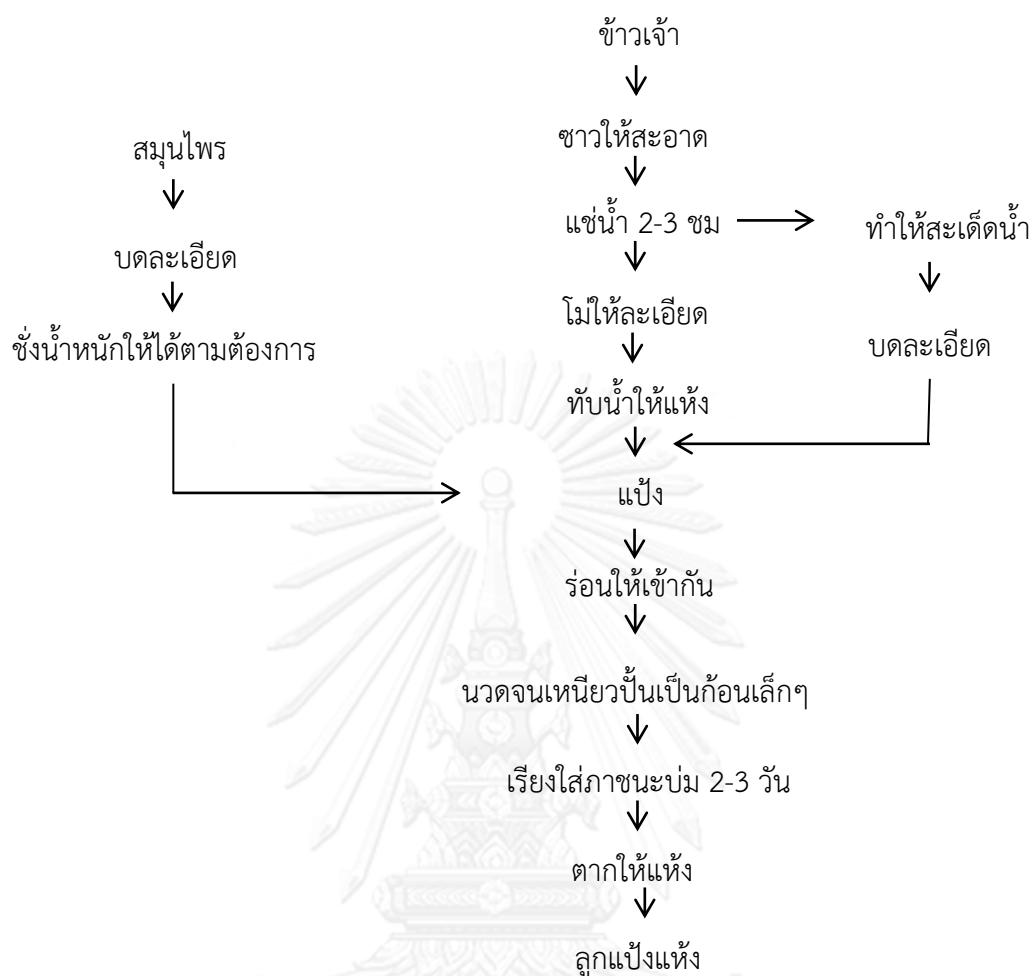 ข้าวเจ้า
ซาวให้สะอาด
สมุนไพร
แช่น้ำ 2-3 ชม
ทำให้สะเด็ดน้ำ
บดละเอียด
โม่ให้ละเอียด
ชั่งน้ำหนักให้ได้ตามต้องการ
บดละเอียด
ทับน้ำให้แห้ง
แป้ง
ร่อนให้เข้ากัน
นวดจนเหนียวปั้นเป็นก้อนเล็กๆ
เรียงใส่ภาชนะบ่ม 2-3 วัน
ตากให้แห้ง
ลูกแป้งแห้ง